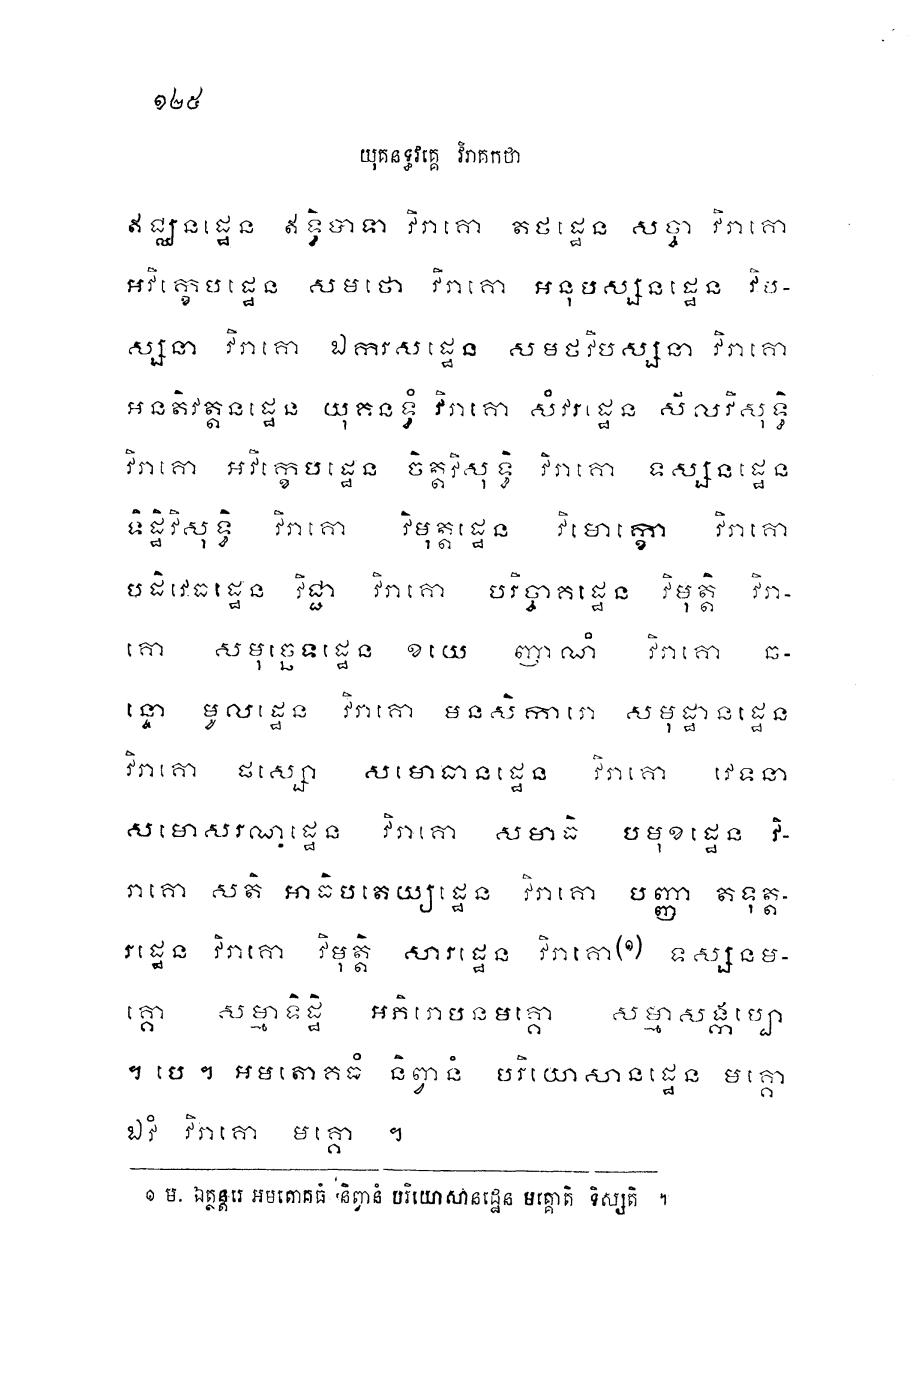 ១២៥
យុគនទ្ធវគ្គេ វិរាគកថា
ឥជ្ឈនដ្ឋេន ឥទ្ធិបាទា វិរាគោ តថដ្ឋេន សច្ចា វិរាគោ
អវិក្ខេបដ្ឋេន សមថោ វិរាគោ អនុបស្សនដ្ឋេន វិប-
ស្សនា វិរាគោ ឯករសដ្ឋេន សមថវិបស្សនា វិរាគោ
អនតិវត្តនដ្ឋេន យុគនទ្ធំ វិរាគោ សំវរដ្ឋេន សីលវិសុទ្ធិ
វិរាគោ អវិក្ខេបដ្ឋេន ចិត្តវិសុទ្ធិ វិរាគោ ទស្សនដ្ឋេន
ទិដ្ឋិវិសុទ្ធិ វិរាគោ វិមុត្តដ្ឋេន វិមោក្ខោ វិរាគោ
បដិវេធដ្ឋេន វិជ្ជា វិរាគោ បរិច្ចាគដ្ឋេន វិមុត្តិ វិរា-
គោ សមុច្ឆេទដ្ឋេន ខយេ ញាណំ វិរាគោ ឆ-
ន្ទោ មូលដ្ឋេន វិរាគោ មនសិការោ សមុដ្ឋានដ្ឋេន
វិរាគោ ផស្សោ សមោធានដ្ឋេន វិរាគោ វេទនា
សមោសរណដ្ឋេន វិរាគោ សមាធិ បមុខដ្ឋេន វិ-
រាគោ សតិ អាធិបតេយ្យដ្ឋេន វិរាគោ បញ្ញា តទុត្ត-
រដ្ឋេន វិរាគោ វិមុត្តិ សារដ្ឋេន វិរាគោ(១) ទស្សនម-
គ្គោ សម្មាទិដ្ឋិ អភិរោបនមគ្គោ សម្មាសង្កប្បោ
។ បេ ។ អមតោគធំ និព្វានំ បរិយោសានដ្ឋេន មគ្គោ
ឯវំ វិរាគោ មគ្គោ ។
១ ម. ឯត្ថន្តរេ អមតោគធំ និព្វានំ បរិយោសានដ្ឋេន មគ្គោតិ ទិស្សតិ ។